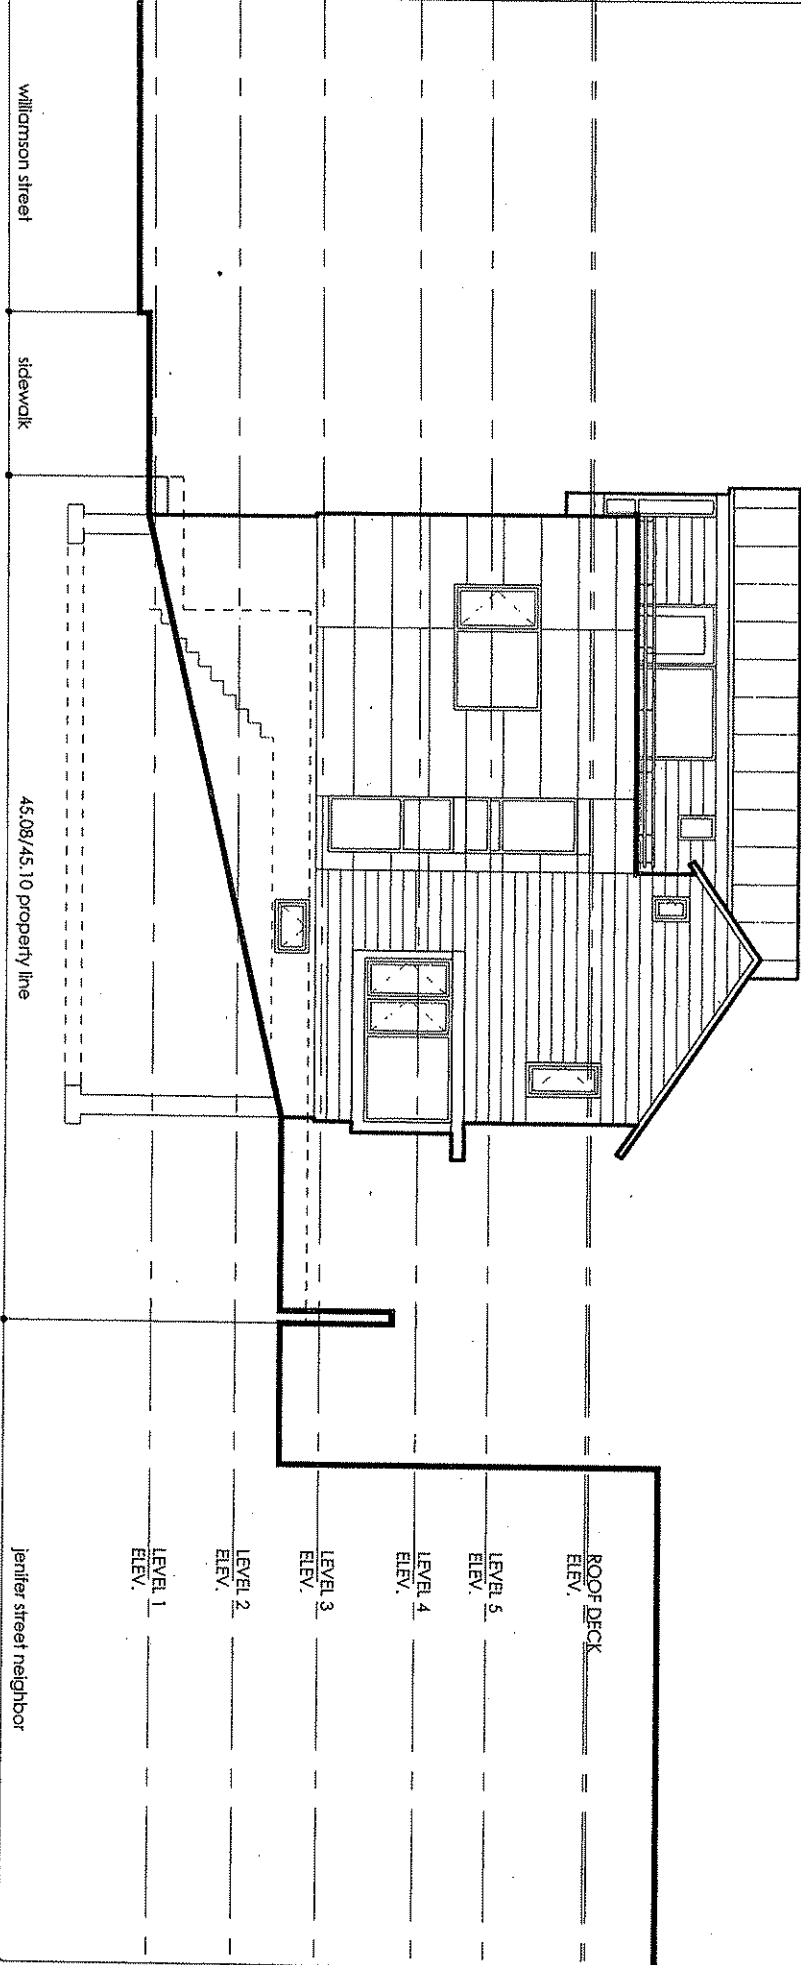 ROOF DECK
ELEV.
LEVEL 5
ELEV.
LEVEL 4
ELEV.
LEVEL 3
ELEV.
LEVEL 2
ELEV.
LEVEL 1
ELEV.
williamson street
sidewalk
45.08/45.10 property line
jenifer street neighbor